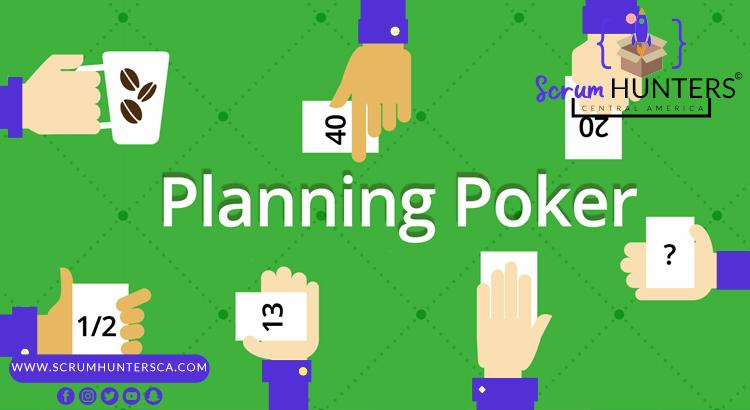 Scrum HUNTERS©
CENTRAL AMERICA
40
20
Planning Poker
?
1/2
13
WWW.SCRUMHUNTERSCA.COM